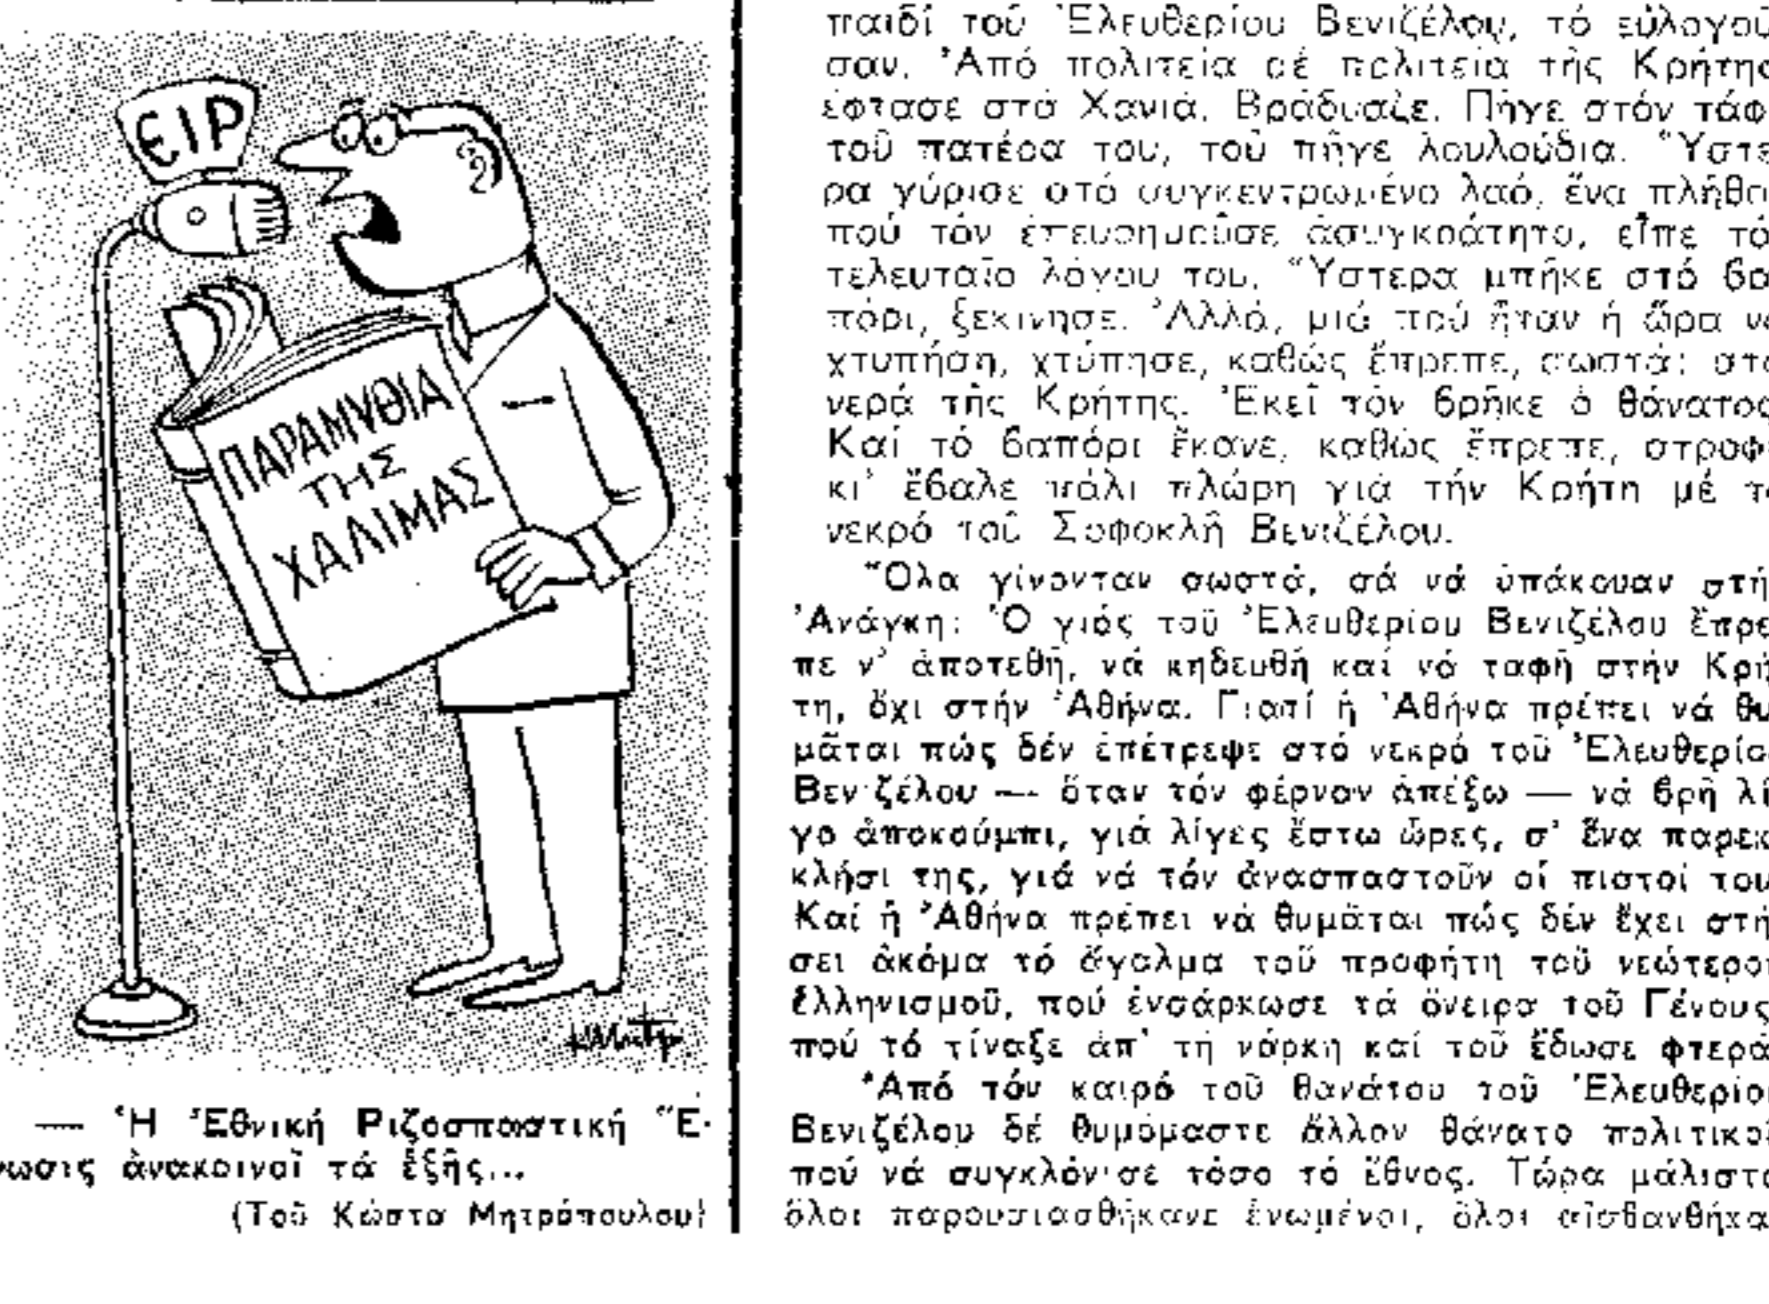 ΕΙΡ
ΠΑΡΑΜΥΘΙΑ
ΤΗΣ
ΧΑΛΙΜΑΣ
— Ἡ Ἐθνική Ριζοσπαστική Ἕ-
νωσις ἀνακοινοῖ τά ἑξῆς...
(Τοῦ Κώστα Μητρόπουλου)
παιδί τοῦ Ἐλευθερίου Βενιζέλου, τό εὐλογοῦ
σαν. Ἀπό πολιτεία σέ πολιτεία τῆς Κρήτης
ἔφτασε στά Χανιά. Βράδυαζε. Πῆγε στόν τάφ
τοῦ πατέρα του, τοῦ πῆγε λουλούδια. Ὕστε
ρα γύρισε στό συγκεντρωμένο λαό, ἕνα πλῆθο
πού τόν ἐπευφημοῦσε ἀσυγκράτητο, εἶπε τό
τελευταῖο λόγου του. Ὕστερα μπῆκε στό βα
πόρι, ξεκίνησε. Ἀλλά, μιά πού ἦταν ἡ ὥρα ν
χτυπήση, χτύπησε, καθώς ἔπρεπε, σωστά: στ
νερά τῆς Κρήτης. Ἐκεῖ τόν βρῆκε ὁ θάνατος
Καί τό βαπόρι ἔκανε, καθώς ἔπρεπε, στροφ
κι' ἔβαλε πάλι πλώρη γιά τήν Κρήτη μέ τ
νεκρό τοῦ Σοφοκλῆ Βενιζέλου.
Ὅλα γίνονταν σωστά, σά νά ὑπάκουαν στή
Ἀνάγκη: Ὁ γιός τοῦ Ἐλευθερίου Βενιζέλου ἔπρε
πε ν' ἀποτεθῆ, νά κηδευθῆ καί νά ταφῆ στήν Κρή
τη, ὄχι στήν Ἀθήνα. Γιατί ἡ Ἀθήνα πρέπει νά θυ
μᾶται πώς δέν ἐπέτρεψε στό νεκρό τοῦ Ἐλευθερίο
Βενιζέλου — ὅταν τόν φέρναν ἀπέξω — νά βρῆ λί
γο ἀποκούμπι, γιά λίγες ἔστω ὧρες, σ' ἕνα παρεκ
κλήσι της, γιά νά τόν ἀνασπαστοῦν οἱ πιστοί του
Καί ἡ Ἀθήνα πρέπει νά θυμᾶται πώς δέν ἔχει στή
σει ἀκόμα τό ἄγαλμα τοῦ προφήτη τοῦ νεώτερου
ἑλληνισμοῦ, πού ἐνσάρκωσε τά ὄνειρα τοῦ Γένους
πού τό τίναξε ἀπ' τή νάρκη καί τοῦ ἔδωσε φτερά
Ἀπό τόν καιρό τοῦ θανάτου τοῦ Ἐλευθερίου
Βενιζέλου δέ θυμόμαστε ἄλλον θάνατο πολιτικοῦ
πού νά συγκλόνισε τόσο τό ἔθνος. Τώρα μάλιστα
ὅλοι παρουσιασθήκανε ἑνωμένοι, ὅλοι αἰσθανθήκα